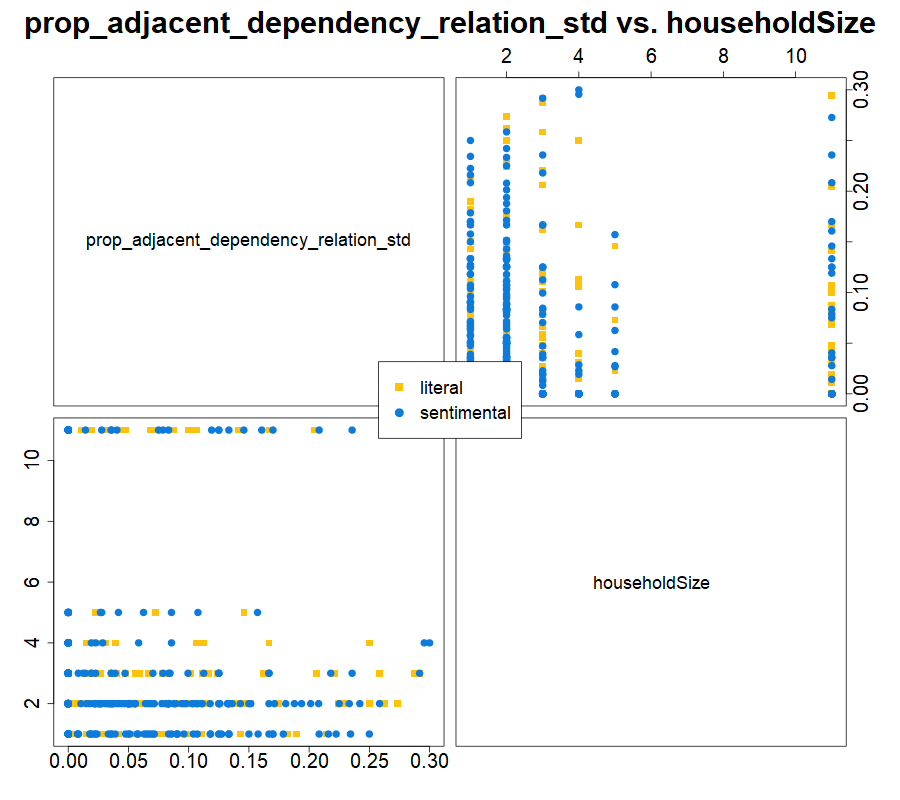 prop_adjacent_dependency_relation_std vs. householdSize
2 4 6 8 10
prop_adjacent_dependency_relation_std
0.00 0.10 0.20 0.30
literal
sentimental
2 4 6 8 10
householdSize
0.00 0.05 0.10 0.15 0.20 0.25 0.30